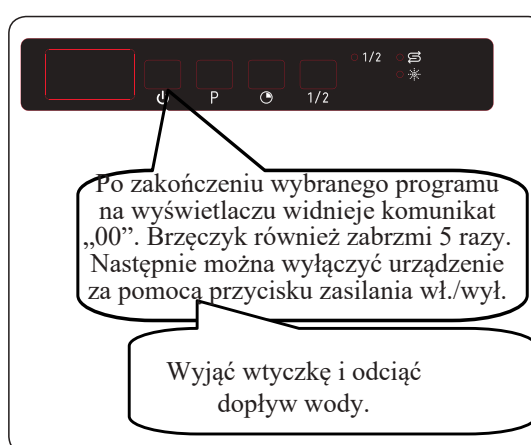 1/2
P 1/2
Po zakończeniu wybranego programu
na wyświetlaczu widnieje komunikat
„00”. Brzęczyk również zabrzmi 5 razy.
Następnie można wyłączyć urządzenie
za pomocą przycisku zasilania wł./wył.
Wyjąć wtyczkę i odciąć
dopływ wody.